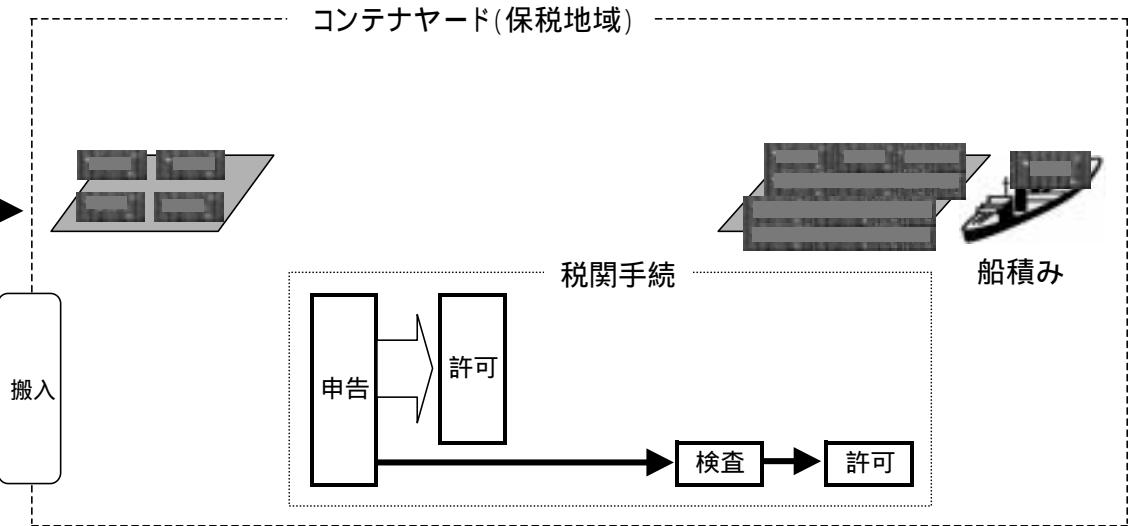 コンテナヤード(保税地域)
船積み
税関手続
搬入
申告
許可
検査
許可